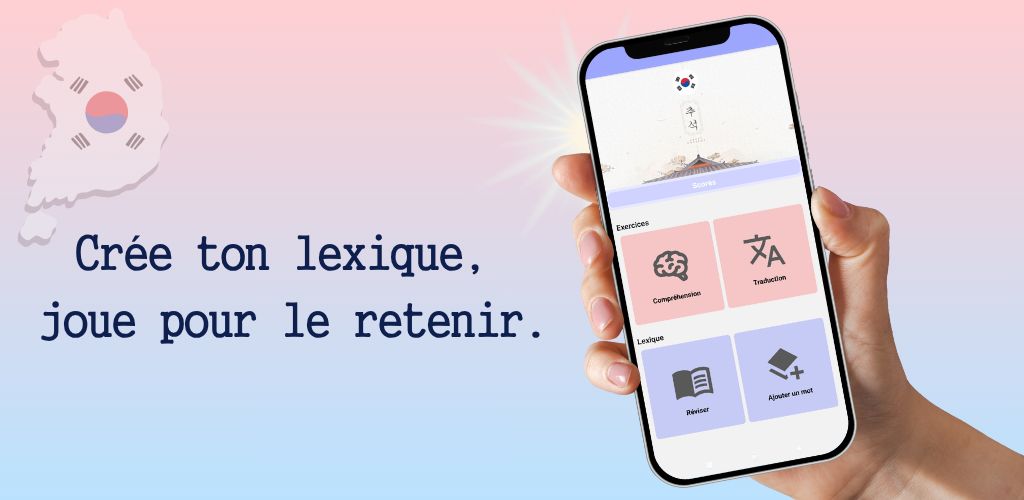 Crée ton lexique,
joue pour le retenir.
추
석
Scores
Exercices
Compréhension
Traduction
Lexique
Réviser
Ajouter un mot